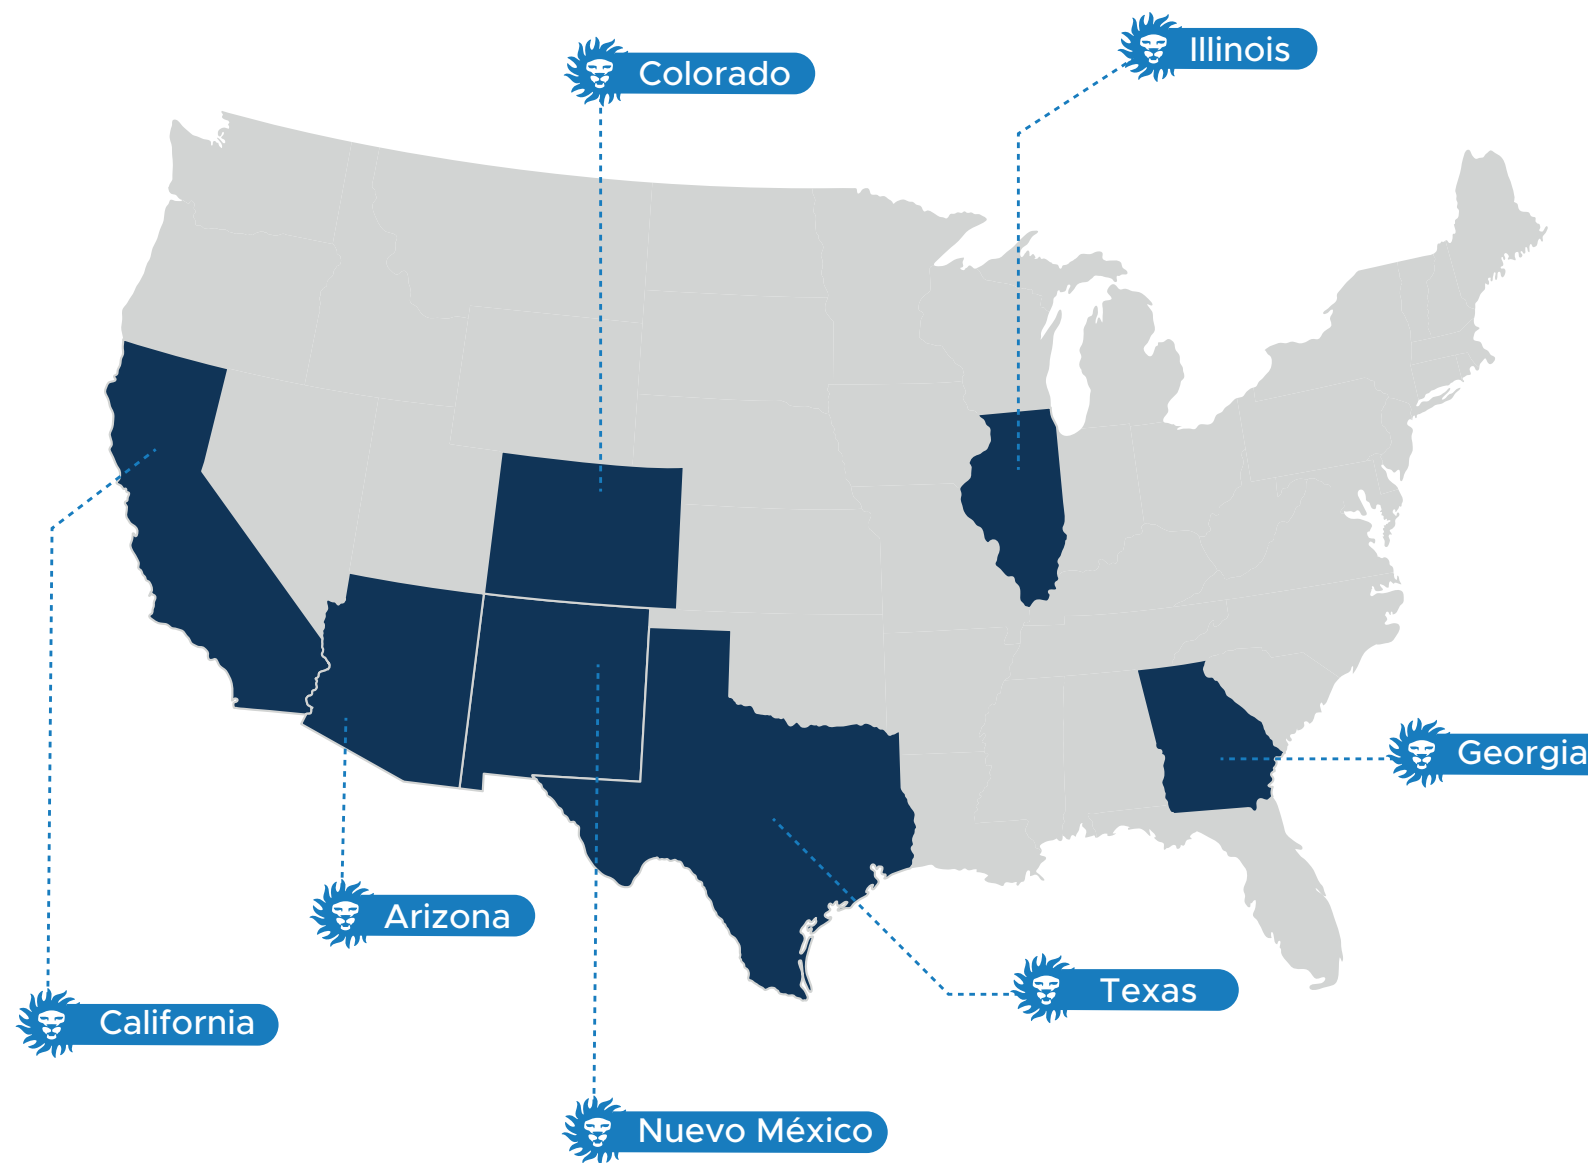 Illinois
Colorado
Georgia
Arizona
Texas
California
Nuevo México